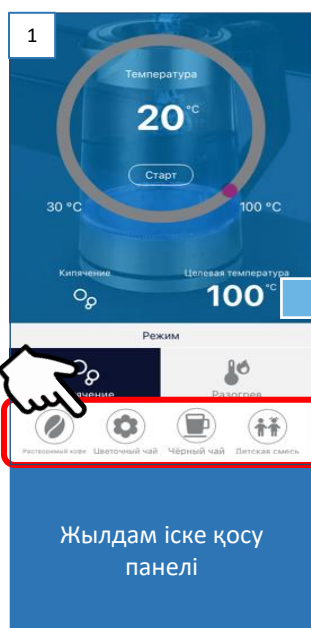 1
Температура
20°C
Старт
30 °C
100 °C
Кипячение
Целевая температура
100°C
Режим
Разогрев
Растворимый кофе
Цветочный чай
Чёрный чай
Детская смесь
Жылдам іске қосу
панелі